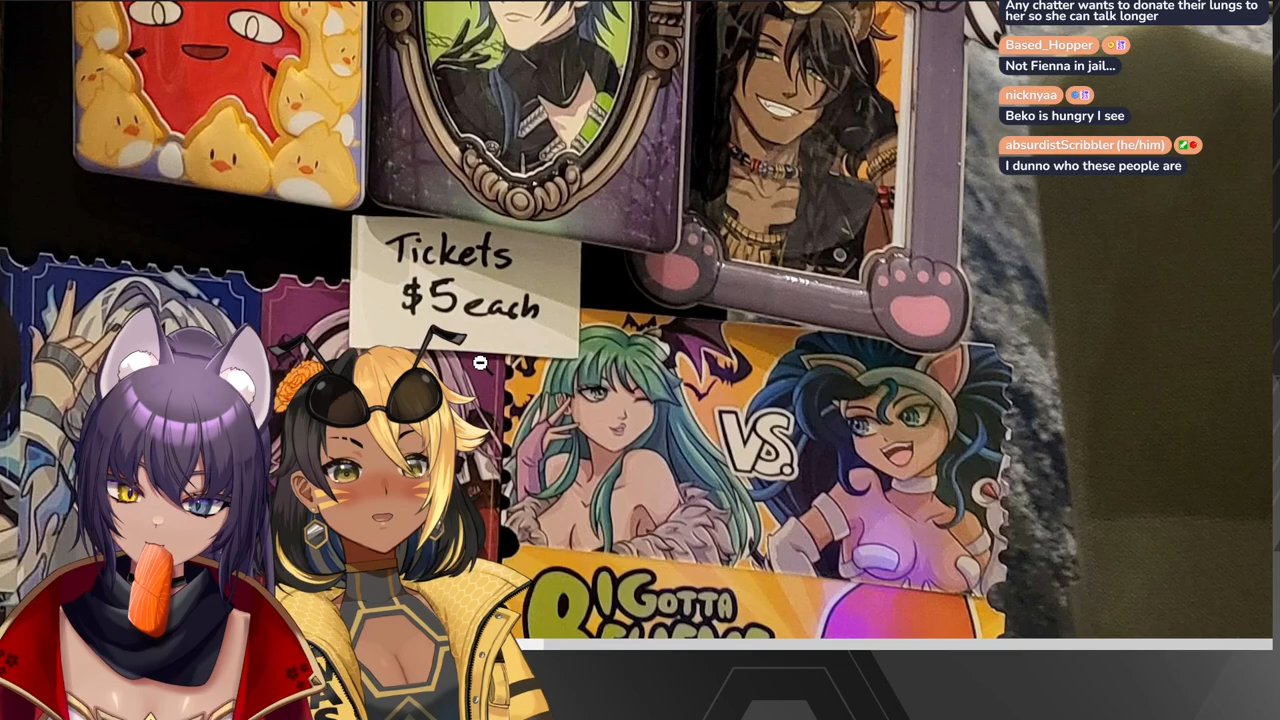 Any chatter wants to donate their lungs to
her so she can talk longer
Based_Hopper
Not Fienna in jail...
nicknyaa
Beko is hungry I see
absurdistScribbler (he/him)
I dunno who these people are
Tickets
$5 each
VS.
GOTTA